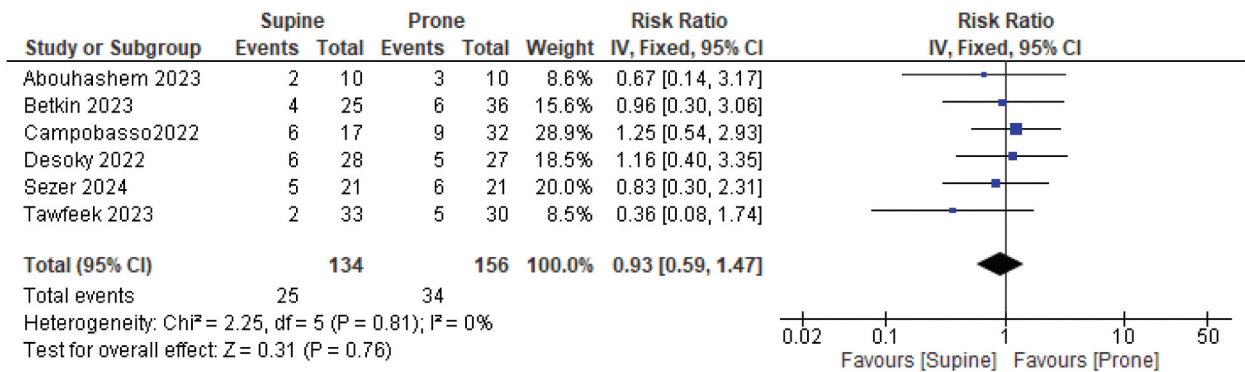 Supine Prone Risk Ratio Risk Ratio
Study or Subgroup Events Total Events Total Weight IV, Fixed, 95% CI IV, Fixed, 95% CI
Abouhashem 2023 2 10 3 10 8.6% 0.67 [0.14, 3.17]
Betkin 2023 4 25 6 36 15.6% 0.96 [0.30, 3.06]
Campobasso2022 6 17 9 32 28.9% 1.25 [0.54, 2.93]
Desoky 2022 6 28 5 27 18.5% 1.16 [0.40, 3.35]
Sezer 2024 5 21 6 21 20.0% 0.83 [0.30, 2.31]
Tawfeek 2023 2 33 5 30 8.5% 0.36 [0.08, 1.74]
Total (95% CI) 134 156 100.0% 0.93 [0.59, 1.47]
Total events 25 34
Heterogeneity: Chi² = 2.25, df = 5 (P = 0.81); I² = 0%
Test for overall effect: Z = 0.31 (P = 0.76)
0.02 0.1 1 10 50
Favours [Supine] Favours [Prone]